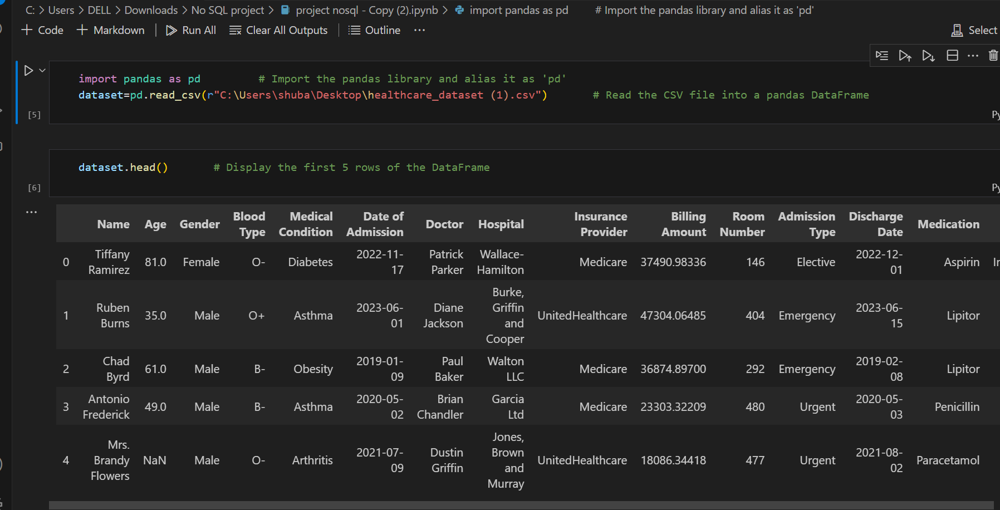 C: > Users > DELL > Downloads > No SQL project > project nosql - Copy (2).ipynb > import pandas as pd # Import the pandas library and alias it as 'pd'
+ Code + Markdown | Run All Clear All Outputs | Outline ··· Select
import pandas as pd # Import the pandas library and alias it as 'pd'
dataset=pd.read_csv(r"C:\Users\shuba\Desktop\healthcare_dataset (1).csv") # Read the CSV file into a pandas DataFrame
[5]
dataset.head() # Display the first 5 rows of the DataFrame
[6]
Name Age Gender Blood Type Medical Condition Date of Admission Doctor Hospital Insurance Provider Billing Amount Room Number Admission Type Discharge Date Medication
0 Tiffany Ramirez 81.0 Female O- Diabetes 2022-11-17 Patrick Parker Wallace-Hamilton Medicare 37490.98336 146 Elective 2022-12-01 Aspirin
1 Ruben Burns 35.0 Male O+ Asthma 2023-06-01 Diane Jackson Burke, Griffin and Cooper UnitedHealthcare 47304.06485 404 Emergency 2023-06-15 Lipitor
2 Chad Byrd 61.0 Male B- Obesity 2019-01-09 Paul Baker Walton LLC Medicare 36874.89700 292 Emergency 2019-02-08 Lipitor
3 Antonio Frederick 49.0 Male B- Asthma 2020-05-02 Brian Chandler Garcia Ltd Medicare 23303.32209 480 Urgent 2020-05-03 Penicillin
4 Mrs. Brandy Flowers NaN Male O- Arthritis 2021-07-09 Dustin Griffin Jones, Brown and Murray UnitedHealthcare 18086.34418 477 Urgent 2021-08-02 Paracetamol